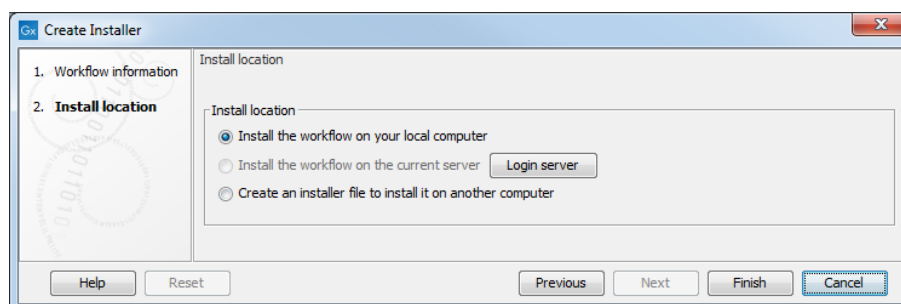 Gx Create Installer
1. Workflow information
2. Install location
Install location
Install location
Install the workflow on your local computer
Install the workflow on the current server Login server
Create an installer file to install it on another computer
Help Reset Previous Next Finish Cancel